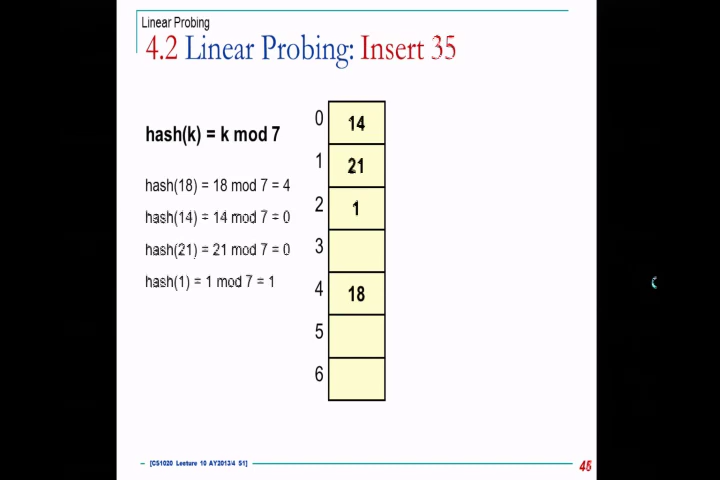 Linear Probing
4.2 Linear Probing: Insert 35
hash(k) = k mod 7
hash(18) = 18 mod 7 = 4
hash(14) = 14 mod 7 = 0
hash(21) = 21 mod 7 = 0
hash(1) = 1 mod 7 = 1
0 14
1 21
2 1
3
4 18
5
6
[CS1020 Lecture 10 AY2013/4 S1]
45